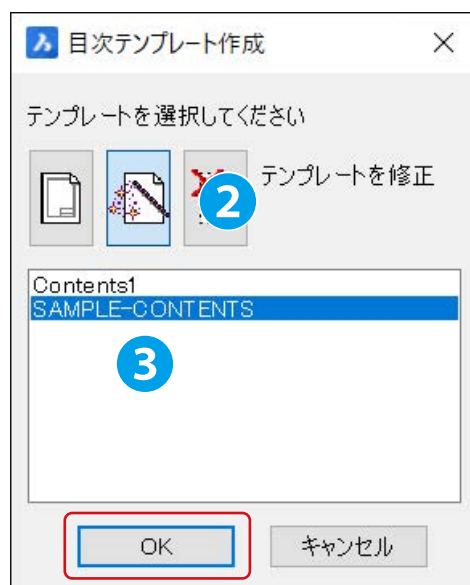 目次テンプレート作成
テンプレートを選択してください
2
テンプレートを修正
Contents1
SAMPLE-CONTENTS
3
OK
キャンセル